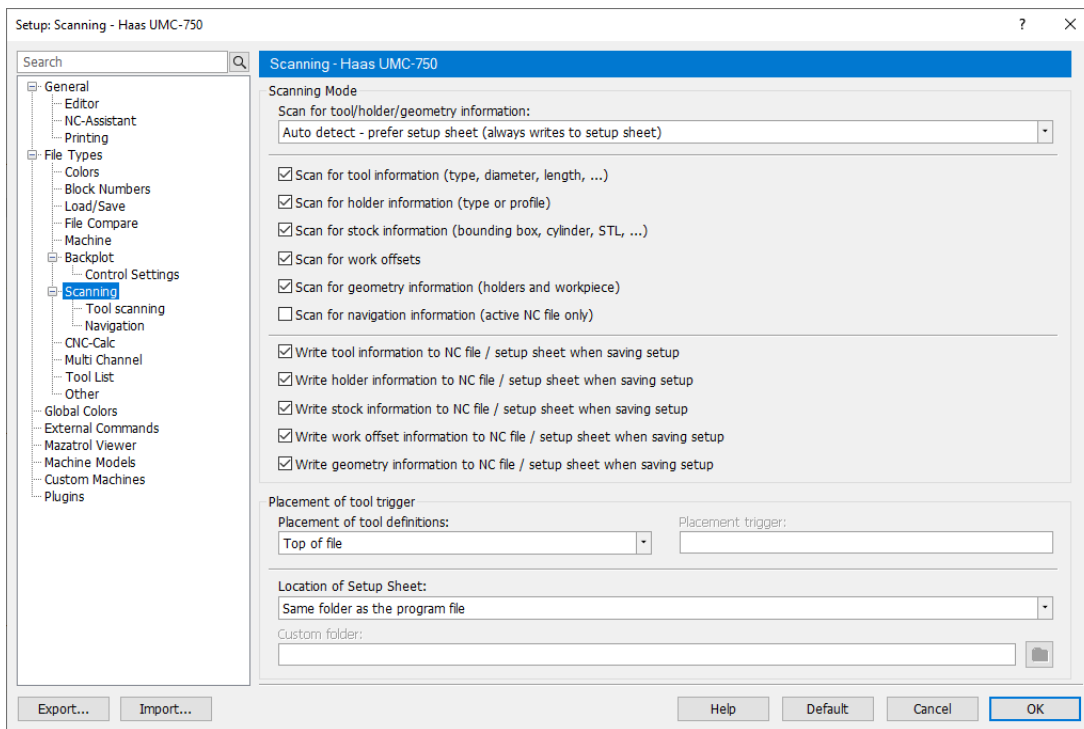 Setup: Scanning - Haas UMC-750
?
Search
General
Editor
NC-Assistant
Printing
File Types
Colors
Block Numbers
Load/Save
File Compare
Machine
Backplot
Control Settings
Scanning
Tool scanning
Navigation
CNC-Calc
Multi Channel
Tool List
Other
Global Colors
External Commands
Mazatrol Viewer
Machine Models
Custom Machines
Plugins
Scanning - Haas UMC-750
Scanning Mode
Scan for tool/holder/geometry information:
Auto detect - prefer setup sheet (always writes to setup sheet)
Scan for tool information (type, diameter, length, ...)
Scan for holder information (type or profile)
Scan for stock information (bounding box, cylinder, STL, ...)
Scan for work offsets
Scan for geometry information (holders and workpiece)
Scan for navigation information (active NC file only)
Write tool information to NC file / setup sheet when saving setup
Write holder information to NC file / setup sheet when saving setup
Write stock information to NC file / setup sheet when saving setup
Write work offset information to NC file / setup sheet when saving setup
Write geometry information to NC file / setup sheet when saving setup
Placement of tool trigger
Placement of tool definitions: Placement trigger:
Top of file
Location of Setup Sheet:
Same folder as the program file
Custom folder:
Export... Import... Help Default Cancel OK